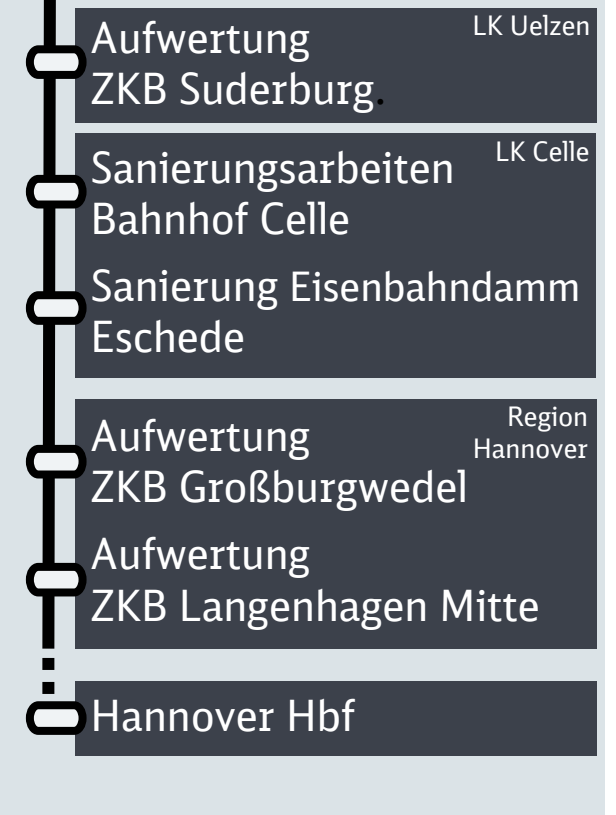 Aufwertung
LK Uelzen
ZKB Suderburg.
Sanierungsarbeiten
LK Celle
Bahnhof Celle
Sanierung Eisenbahndamm
Eschede
Aufwertung
Region
Hannover
ZKB Großburgwedel
Aufwertung
ZKB Langenhagen Mitte
Hannover Hbf